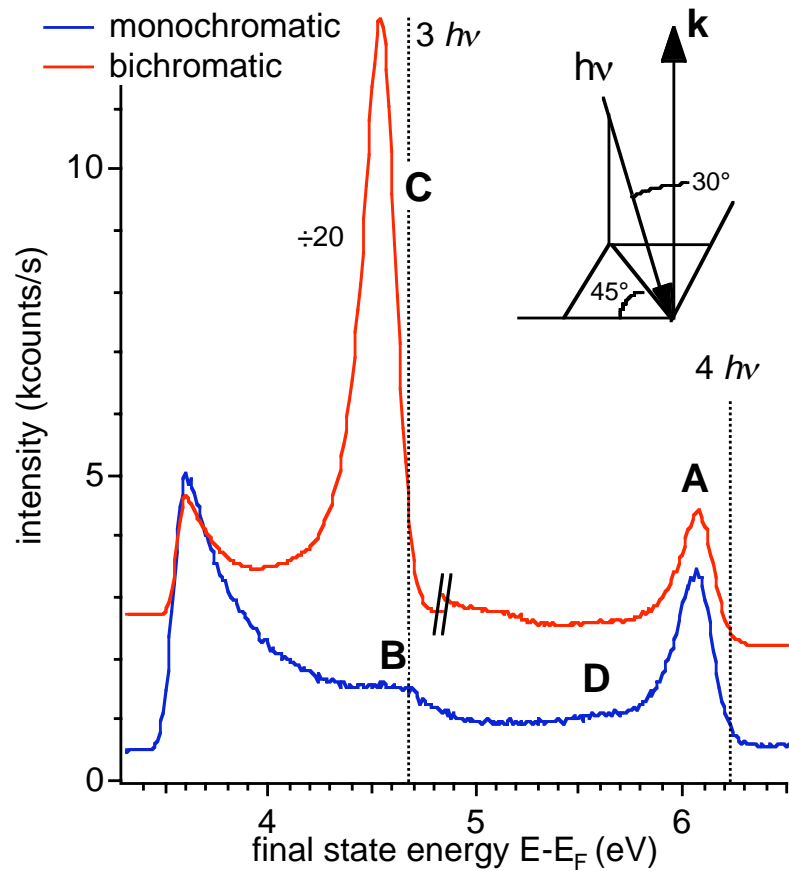 monochromatic
bichromatic
3 hν
k
hν
30°
45°
10
C
÷20
4 hν
A
5
B
D
0
intensity (kcounts/s)
4 5 6
final state energy E-E_F (eV)